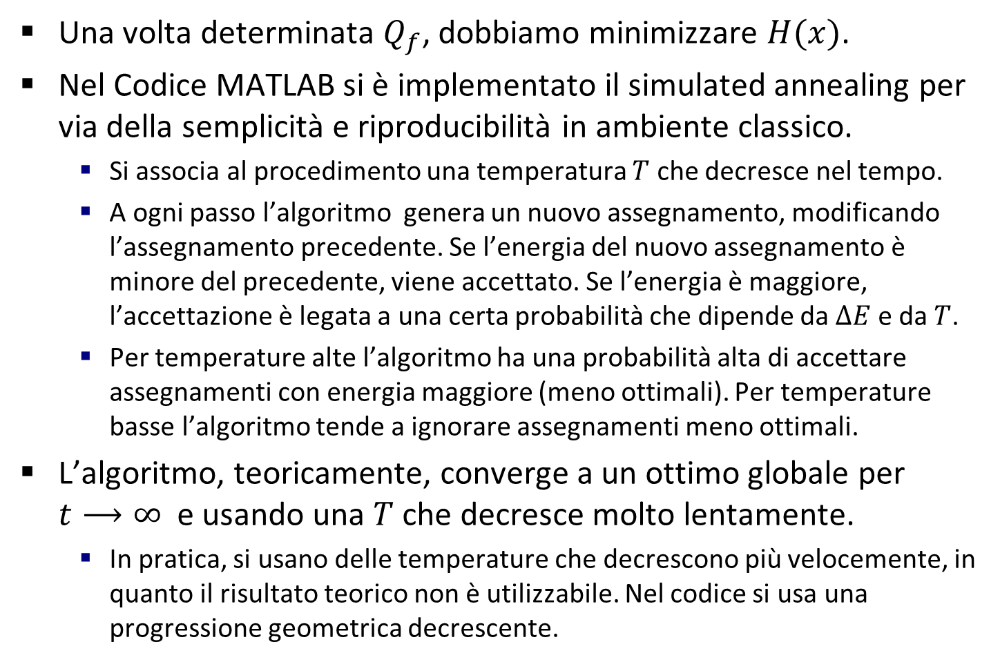 ▪ Una volta determinata $Q_f$, dobbiamo minimizzare $H(x)$.
▪ Nel Codice MATLAB si è implementato il simulated annealing per
via della semplicità e riproducibilità in ambiente classico.
▪ Si associa al procedimento una temperatura $T$ che decresce nel tempo.
▪ A ogni passo l’algoritmo genera un nuovo assegnamento, modificando
l’assegnamento precedente. Se l’energia del nuovo assegnamento è
minore del precedente, viene accettato. Se l’energia è maggiore,
l’accettazione è legata a una certa probabilità che dipende da $\Delta E$ e da $T$.
▪ Per temperature alte l’algoritmo ha una probabilità alta di accettare
assegnamenti con energia maggiore (meno ottimali). Per temperature
basse l’algoritmo tende a ignorare assegnamenti meno ottimali.
▪ L’algoritmo, teoricamente, converge a un ottimo globale per
$t \longrightarrow \infty$ e usando una $T$ che decresce molto lentamente.
▪ In pratica, si usano delle temperature che decrescono più velocemente, in
quanto il risultato teorico non è utilizzabile. Nel codice si usa una
progressione geometrica decrescente.